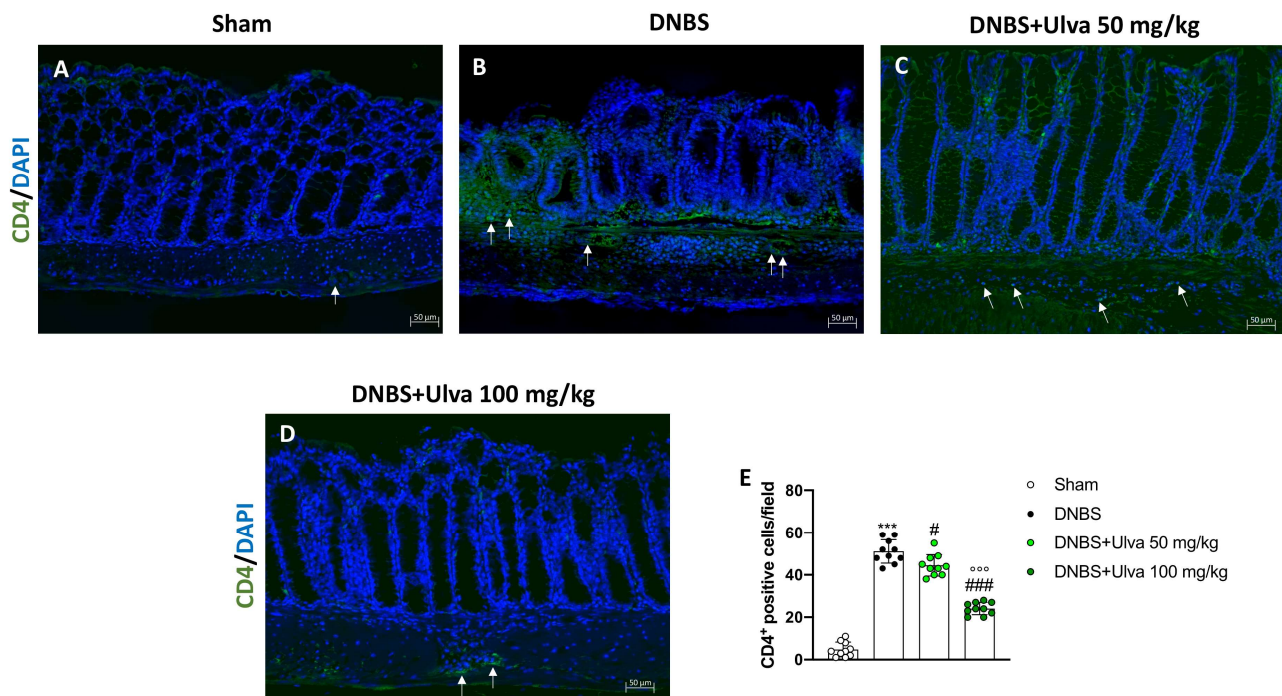 Sham
DNBS
DNBS+Ulva 50 mg/kg
A
B
C
CD4/DAPI
50 µm
50 µm
50 µm
DNBS+Ulva 100 mg/kg
D
CD4/DAPI
50 µm
E
CD4⁺ positive cells/field
80
60
40
20
0
***
#
°°°
###
Sham
DNBS
DNBS+Ulva 50 mg/kg
DNBS+Ulva 100 mg/kg